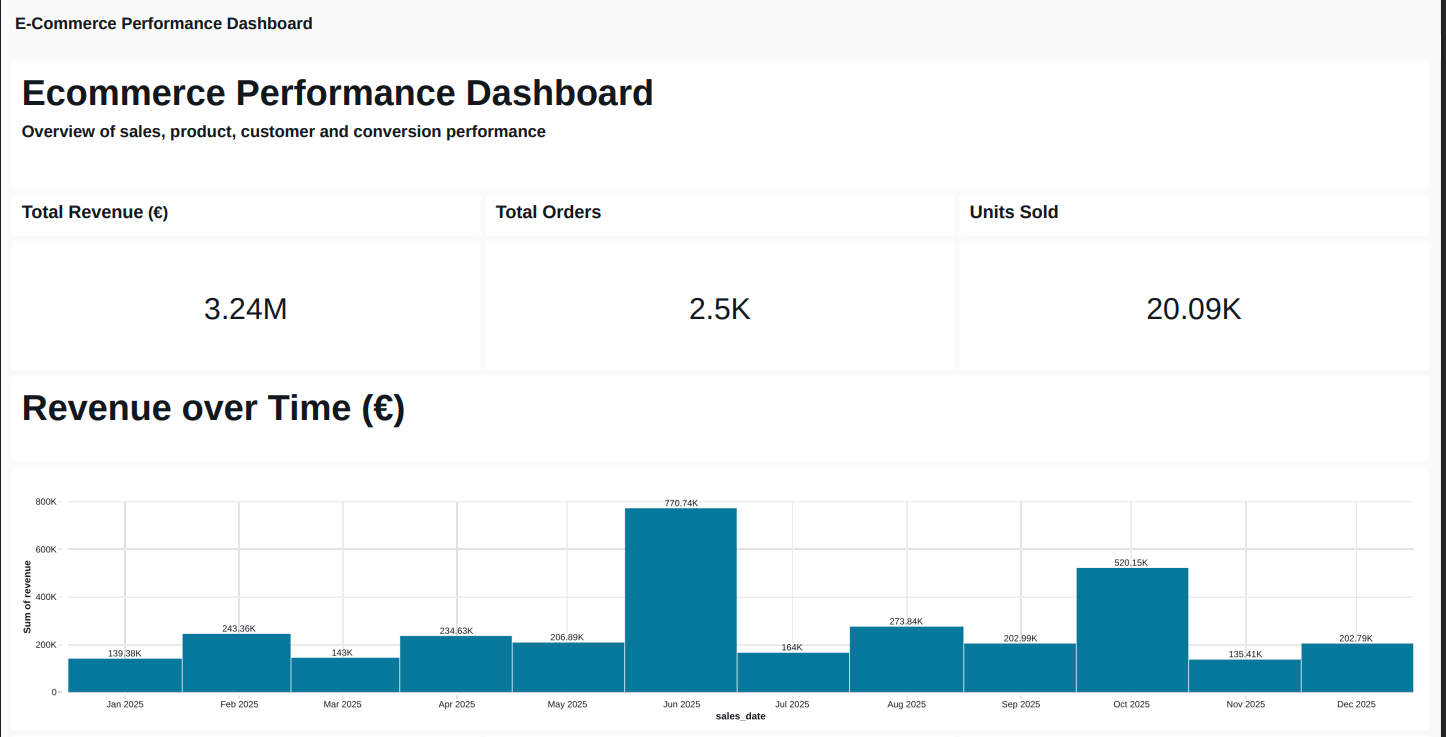 E-Commerce Performance Dashboard
Ecommerce Performance Dashboard
Overview of sales, product, customer and conversion performance
Total Revenue (€)
Total Orders
Units Sold
3.24M
2.5K
20.09K
Revenue over Time (€)
Sum of revenue
800K
600K
400K
200K
0
139.38K
243.36K
143K
234.63K
206.89K
770.74K
164K
273.84K
202.99K
520.15K
135.41K
202.79K
Jan 2025
Feb 2025
Mar 2025
Apr 2025
May 2025
Jun 2025
Jul 2025
Aug 2025
Sep 2025
Oct 2025
Nov 2025
Dec 2025
sales_date